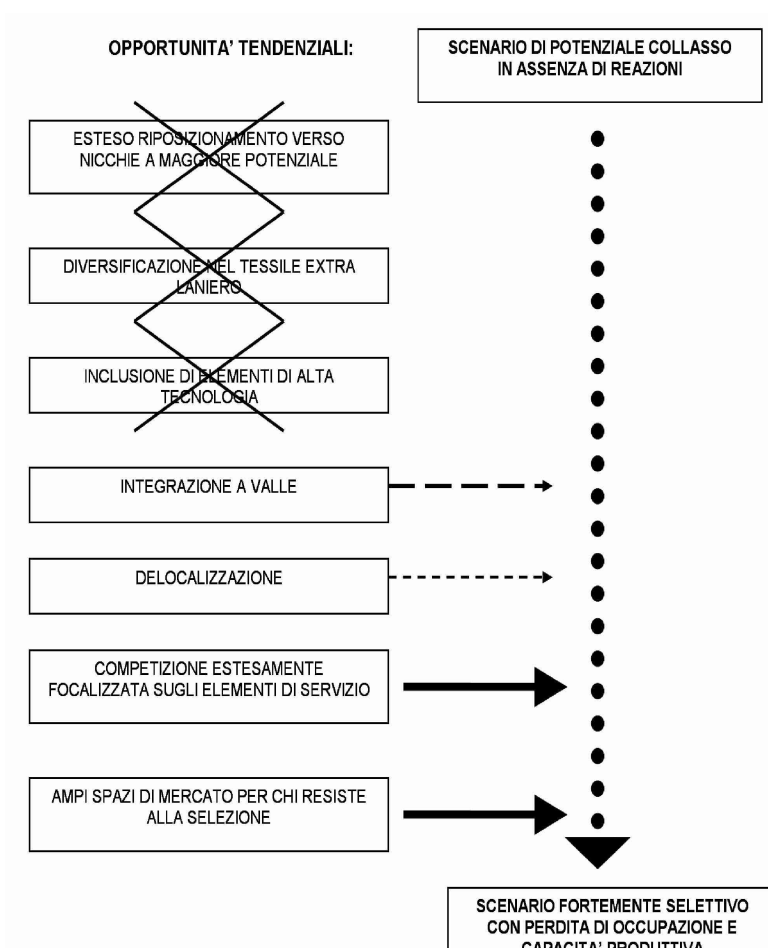 OPPORTUNITA' TENDENZIALI:
SCENARIO DI POTENZIALE COLLASSO
IN ASSENZA DI REAZIONI
ESTESO RIPOSIZIONAMENTO VERSO
NICCHIE A MAGGIORE POTENZIALE
DIVERSIFICAZIONE NEL TESSILE EXTRA
LANIERO
INCLUSIONE DI ELEMENTI DI ALTA
TECNOLOGIA
INTEGRAZIONE A VALLE
DELOCALIZZAZIONE
COMPETIZIONE ESTESAMENTE
FOCALIZZATA SUGLI ELEMENTI DI SERVIZIO
AMPI SPAZI DI MERCATO PER CHI RESISTE
ALLA SELEZIONE
SCENARIO FORTEMENTE SELETTIVO
CON PERDITA DI OCCUPAZIONE E
CAPACITA' PRODUTTIVA